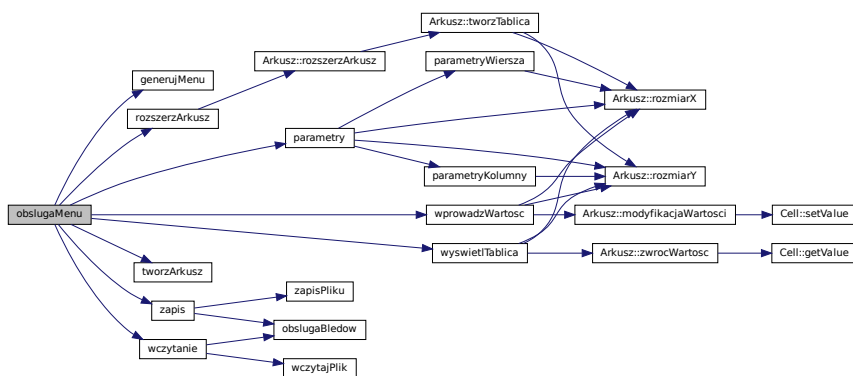 Arkusz::tworzTablica
Arkusz::rozszerzArkusz
parametryWiersza
generujMenu
Arkusz::rozmiarX
rozszerzArkusz
parametry
parametryKolumny
Arkusz::rozmiarY
obslugaMenu
wprowadzWartosc
Arkusz::modyfikacjaWartosci
Cell::setValue
wyswietlTablica
Arkusz::zwrocWartosc
Cell::getValue
tworzArkusz
zapisPliku
zapis
obslugaBledow
wczytanie
wczytajPlik